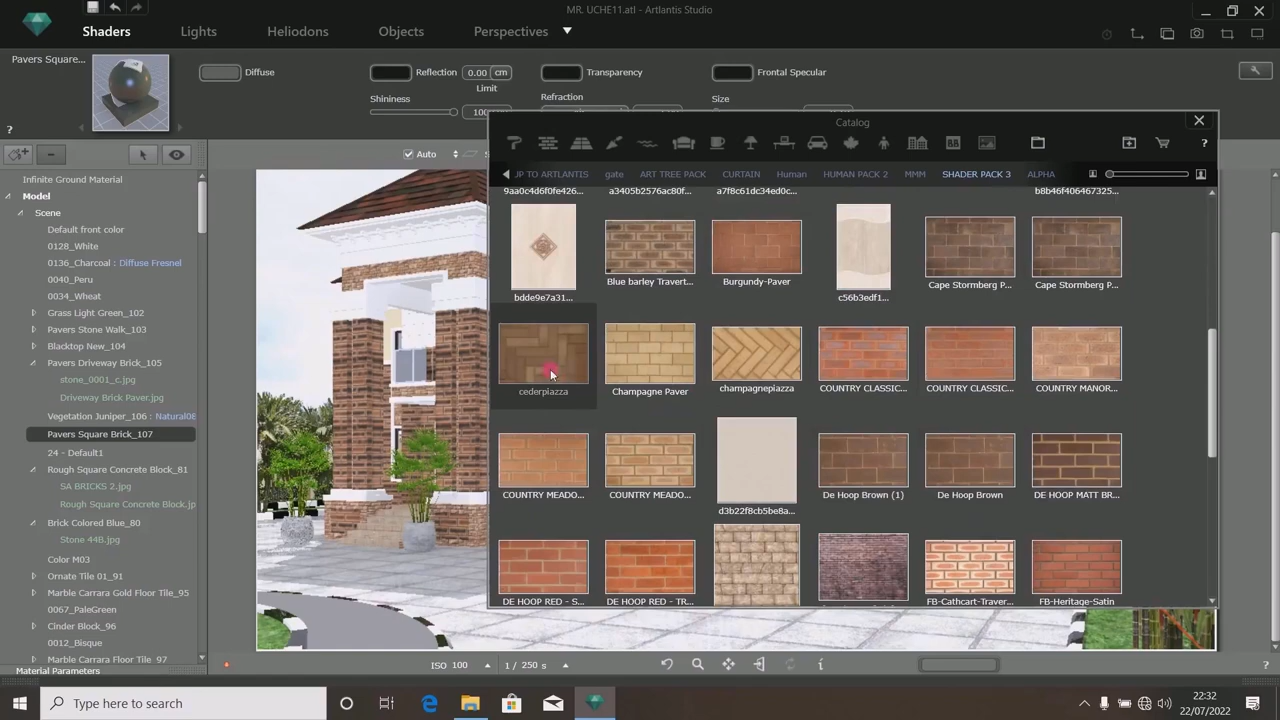 MR. UCHE11.atl - Artlantis Studio
Shaders
Lights
Heliodons
Objects
Perspectives
Pavers Square...
Diffuse
Reflection
0.00 cm
Limit
Shininess
Transparency
Refraction
Frontal Specular
Size
?
Auto
Catalog
?
JP TO ARTLANTIS
gate
ART TREE PACK
CURTAIN
Human
HUMAN PACK 2
MMM
SHADER PACK 3
ALPHA
9aa0c4d6f0fe426...
a3405b2576ac80f...
a7f8c61dc34ed0c...
b8b46f406467325...
bdde9e7a31...
Blue barley Travert...
Burgundy-Paver
c56b3edf1...
Cape Stormberg P...
Cape Stormberg P...
cederpiazza
Champagne Paver
champagnepiazza
COUNTRY CLASSIC...
COUNTRY CLASSIC...
COUNTRY MANOR...
COUNTRY MEADO...
COUNTRY MEADO...
d3b22f8cb5be8a...
De Hoop Brown (1)
De Hoop Brown
DE HOOP MATT BR...
DE HOOP RED - S...
DE HOOP RED - TR...
FB-Cathcart-Traver...
FB-Heritage-Satin
Infinite Ground Material
Model
Scene
Default front color
0128_White
0136_Charcoal : Diffuse Fresnel
0040_Peru
0034_Wheat
Grass Light Green_102
Pavers Stone Walk_103
Blacktop New_104
Pavers Driveway Brick_105
stone_0001_c.jpg
Driveway Brick Paver.jpg
Vegetation Juniper_106 : Natural08
Pavers Square Brick_107
24 - Default1
Rough Square Concrete Block_81
SA BRICKS 2.jpg
Rough Square Concrete Block.jp
Brick Colored Blue_80
Stone 44B.jpg
Color M03
Ornate Tile 01_91
Marble Carrara Gold Floor Tile_95
0067_PaleGreen
Cinder Block_96
0012_Bisque
Marble Carrara Floor Tile_97
Material Parameters
ISO 100
1 / 250 s
i
?
Type here to search
22:32
22/07/2022